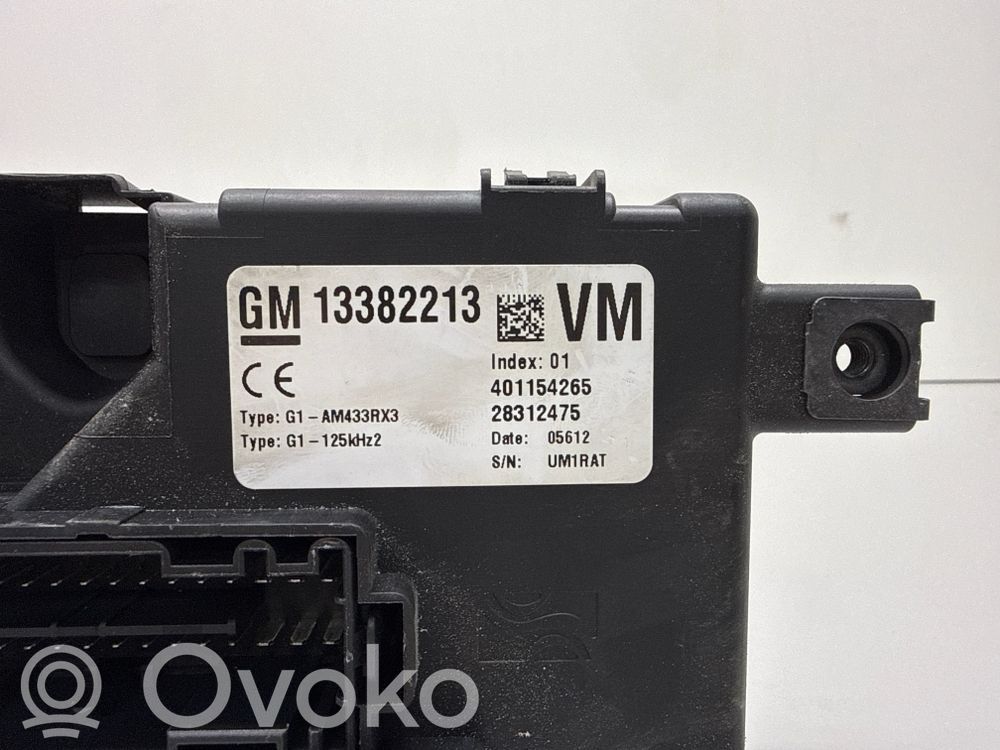 GM 13382213 VM
Index: 01
401154265
28312475
Type: G1-AM433RX3
Type: G1-125kHz2
Date: 05612
S/N: UM1RAT
CE
Ovoko